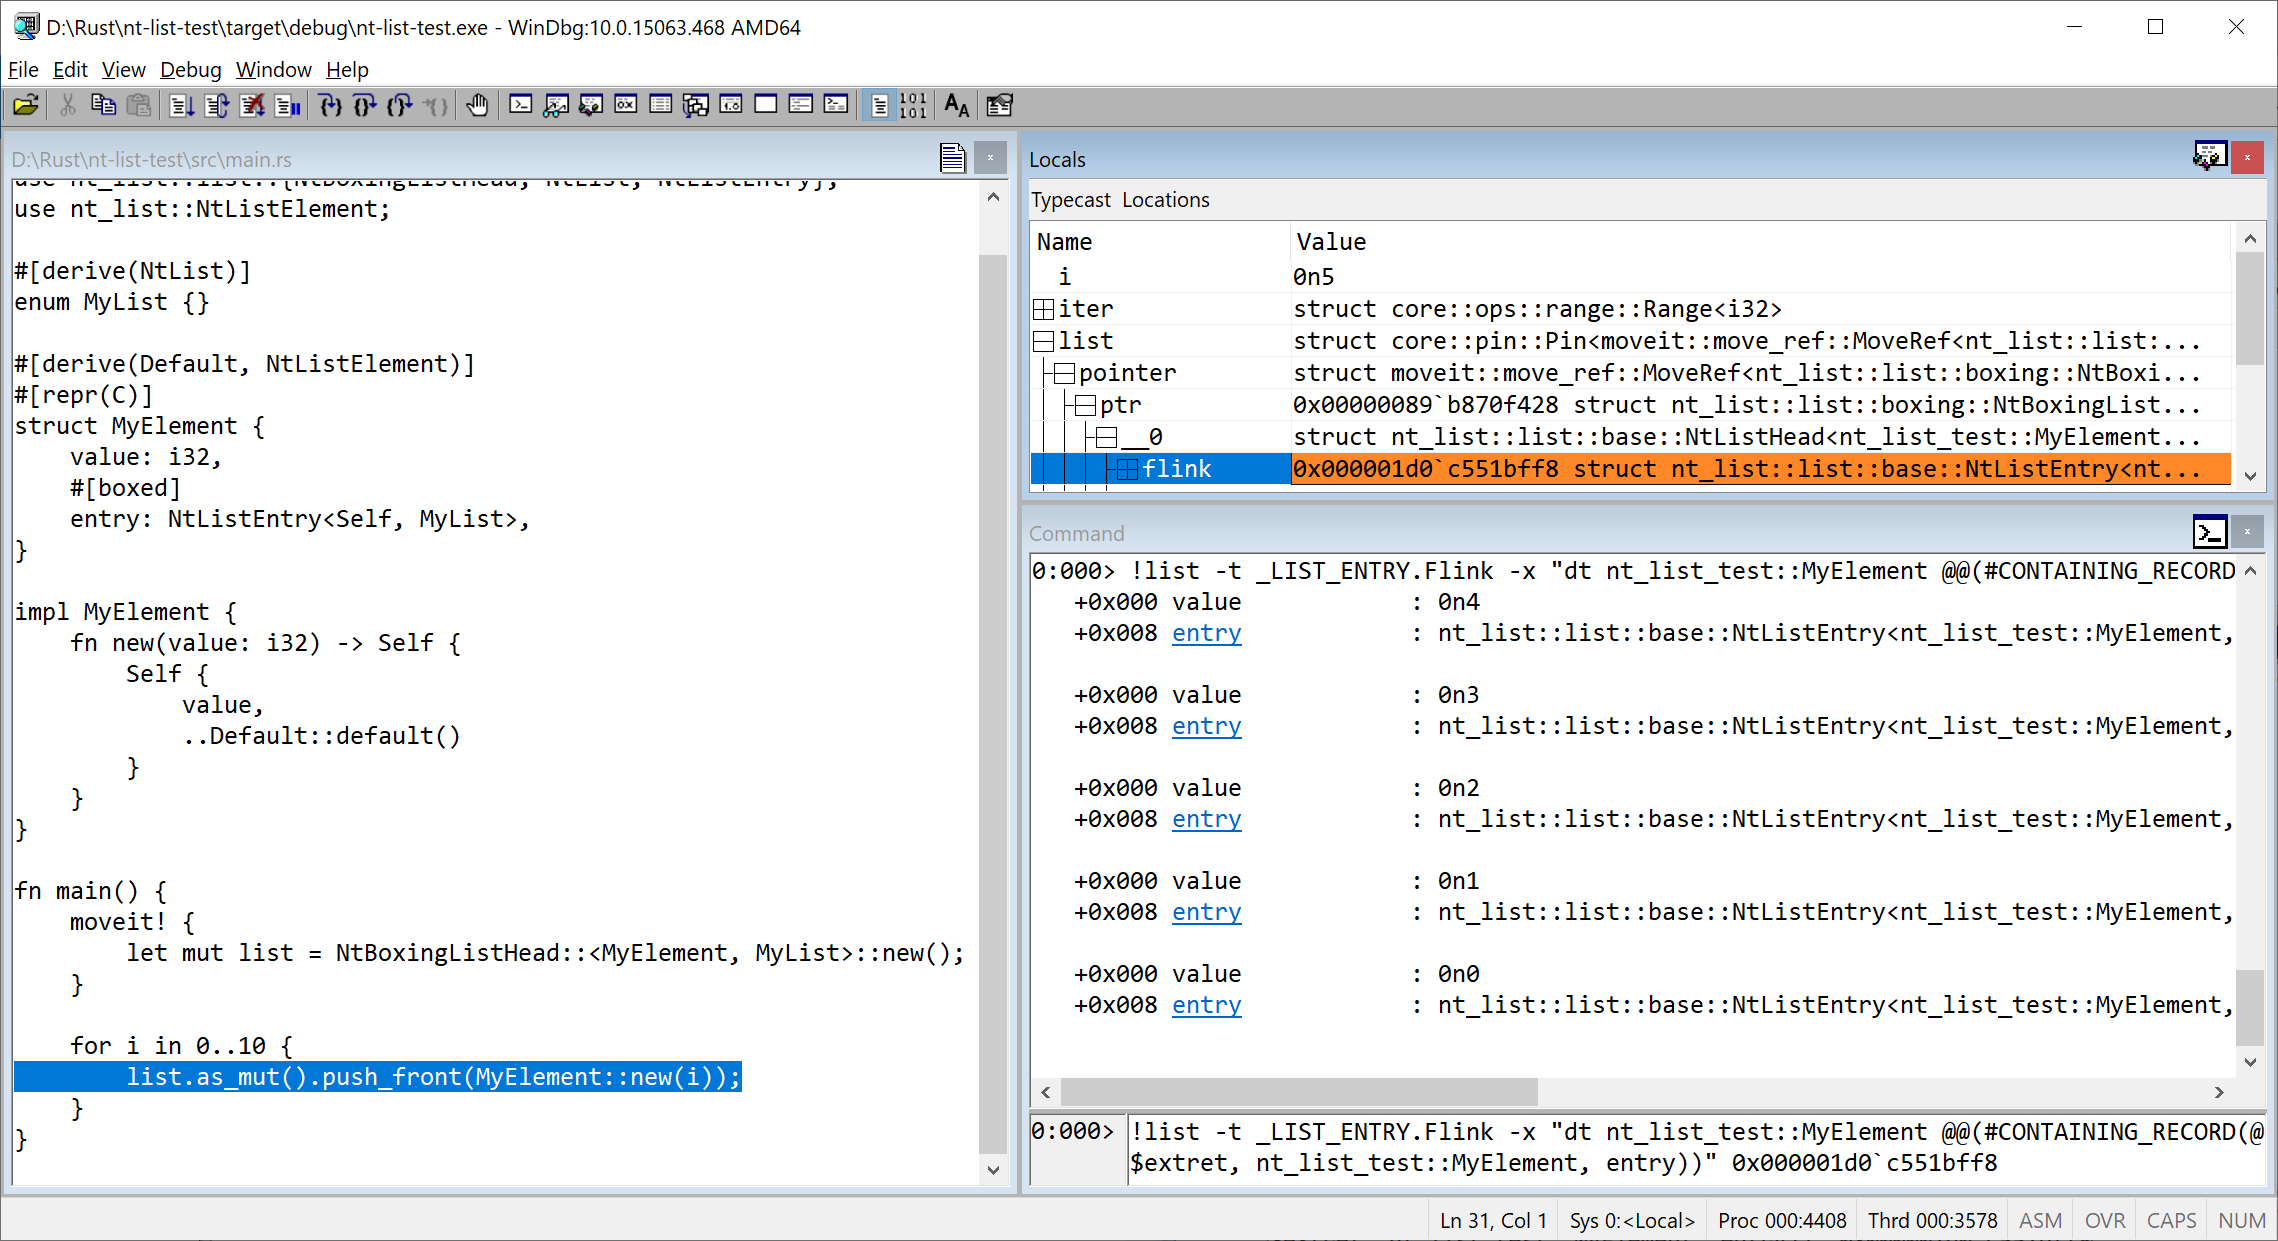 D:\Rust\nt-list-test\target\debug\nt-list-test.exe - WinDbg:10.0.15063.468 AMD64
File Edit View Debug Window Help
D:\Rust\nt-list-test\src\main.rs
use nt_list::list::{NtBoxingListHead, NtList, NtListEntry};
use nt_list::NtListElement;
#[derive(NtList)]
enum MyList {}
#[derive(Default, NtListElement)]
#[repr(C)]
struct MyElement {
    value: i32,
    #[boxed]
    entry: NtListEntry<Self, MyList>,
}
impl MyElement {
    fn new(value: i32) -> Self {
        Self {
            value,
            ..Default::default()
        }
    }
}
fn main() {
    moveit! {
        let mut list = NtBoxingListHead::<MyElement, MyList>::new();
    }
    for i in 0..10 {
        list.as_mut().push_front(MyElement::new(i));
    }
}
Locals
Typecast Locations
Name Value
i 0n5
iter struct core::ops::range::Range<i32>
list struct core::pin::Pin<moveit::move_ref::MoveRef<nt_list::list:...
pointer struct moveit::move_ref::MoveRef<nt_list::list::boxing::NtBoxi...
ptr 0x00000089`b870f428 struct nt_list::list::boxing::NtBoxingList...
__0 struct nt_list::list::base::NtListHead<nt_list_test::MyElement...
flink 0x000001d0`c551bff8 struct nt_list::list::base::NtListEntry<nt...
Command
0:000> !list -t _LIST_ENTRY.Flink -x "dt nt_list_test::MyElement @@(#CONTAINING_RECORD
+0x000 value : 0n4
+0x008 entry : nt_list::list::base::NtListEntry<nt_list_test::MyElement,
+0x000 value : 0n3
+0x008 entry : nt_list::list::base::NtListEntry<nt_list_test::MyElement,
+0x000 value : 0n2
+0x008 entry : nt_list::list::base::NtListEntry<nt_list_test::MyElement,
+0x000 value : 0n1
+0x008 entry : nt_list::list::base::NtListEntry<nt_list_test::MyElement,
+0x000 value : 0n0
+0x008 entry : nt_list::list::base::NtListEntry<nt_list_test::MyElement,
0:000> !list -t _LIST_ENTRY.Flink -x "dt nt_list_test::MyElement @@(#CONTAINING_RECORD(@
$extret, nt_list_test::MyElement, entry))" 0x000001d0`c551bff8
Ln 31, Col 1 Sys 0:<Local> Proc 000:4408 Thrd 000:3578 ASM OVR CAPS NUM